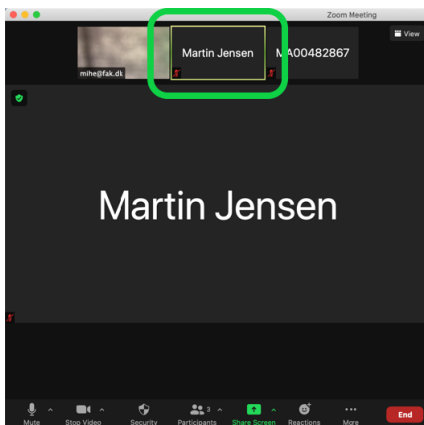 Zoom Meeting
View
mihe@fak.dk
Martin Jensen
MA00482867
Martin Jensen
3
Mute
Stop Video
Security
Participants
Share Screen
Reactions
More
End